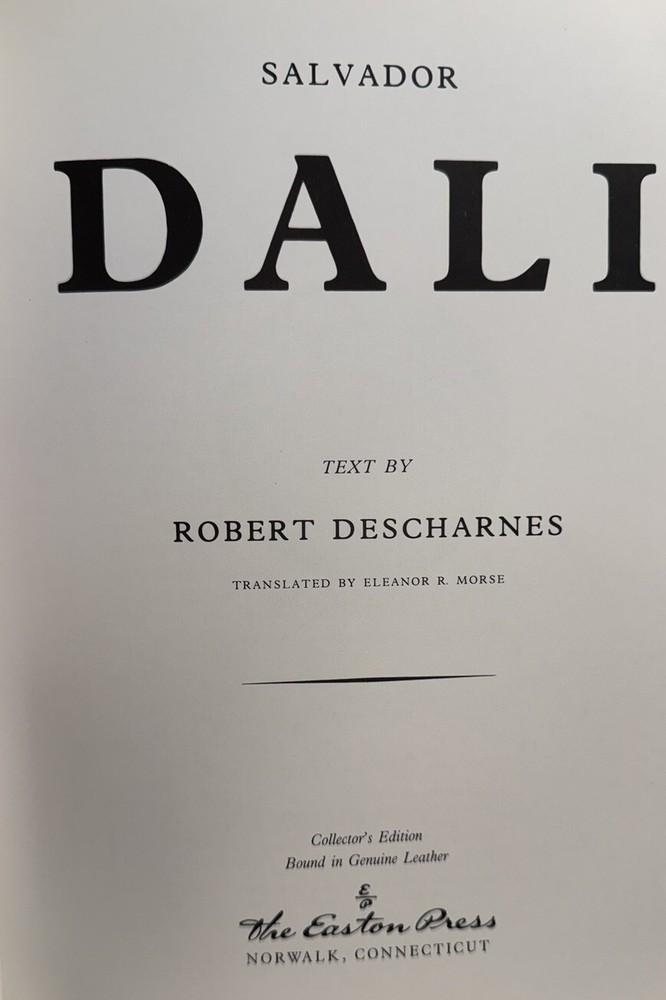 SALVADOR
DALI
TEXT BY
ROBERT DESCHARNES
TRANSLATED BY ELEANOR R. MORSE
Collector's Edition
Bound in Genuine Leather
E
P
The Easton Press
NORWALK, CONNECTICUT